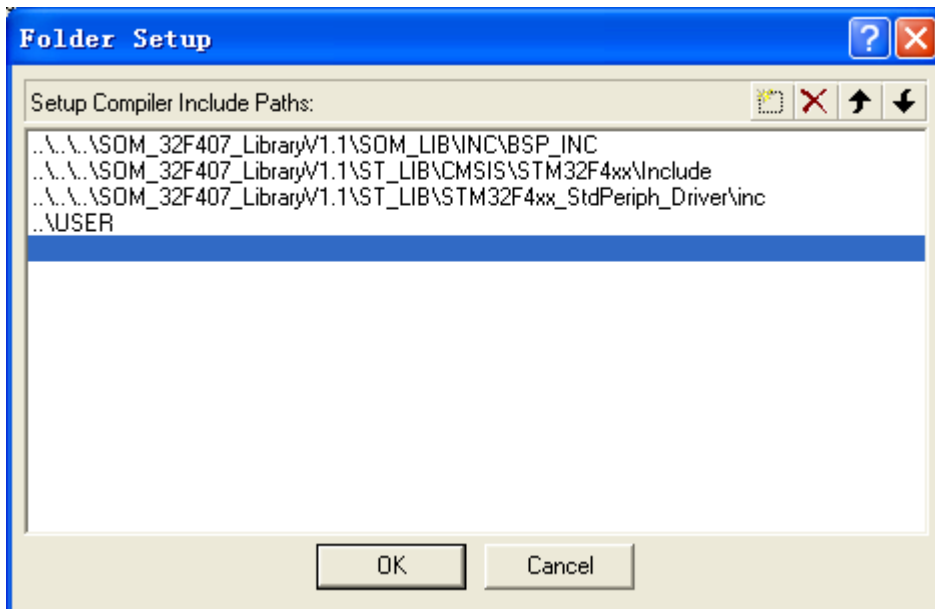 Folder Setup
Setup Compiler Include Paths:
..\..\..\SOM_32F407_LibraryV1.1\SOM_LIB\INC\BSP_INC
..\..\..\SOM_32F407_LibraryV1.1\ST_LIB\CMSIS\STM32F4xx\Include
..\..\..\SOM_32F407_LibraryV1.1\ST_LIB\STM32F4xx_StdPeriph_Driver\inc
..\USER
OK Cancel